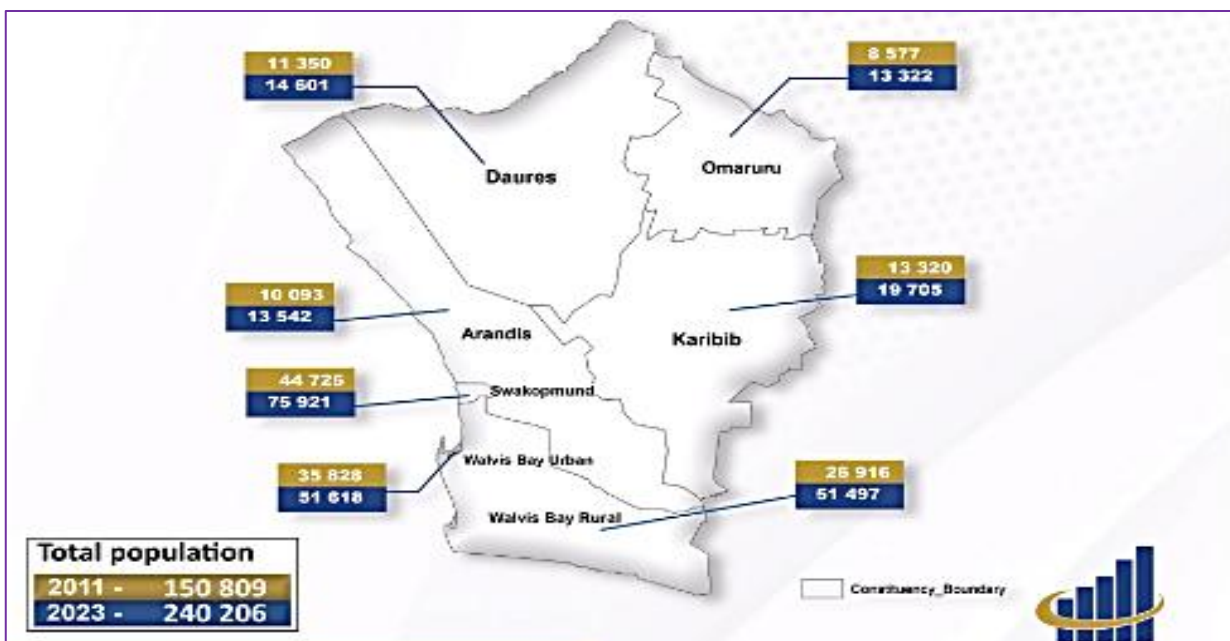 11 350
14 601
8 577
13 322
Daures
Omaruru
13 320
19 705
10 093
13 542
Arandis
Karibib
44 725
75 921
Swakopmund
35 828
51 618
Walvis Bay Urban
26 916
51 497
Walvis Bay Rural
Total population
2011 - 150 809
2023 - 240 206
Constituency_Boundary